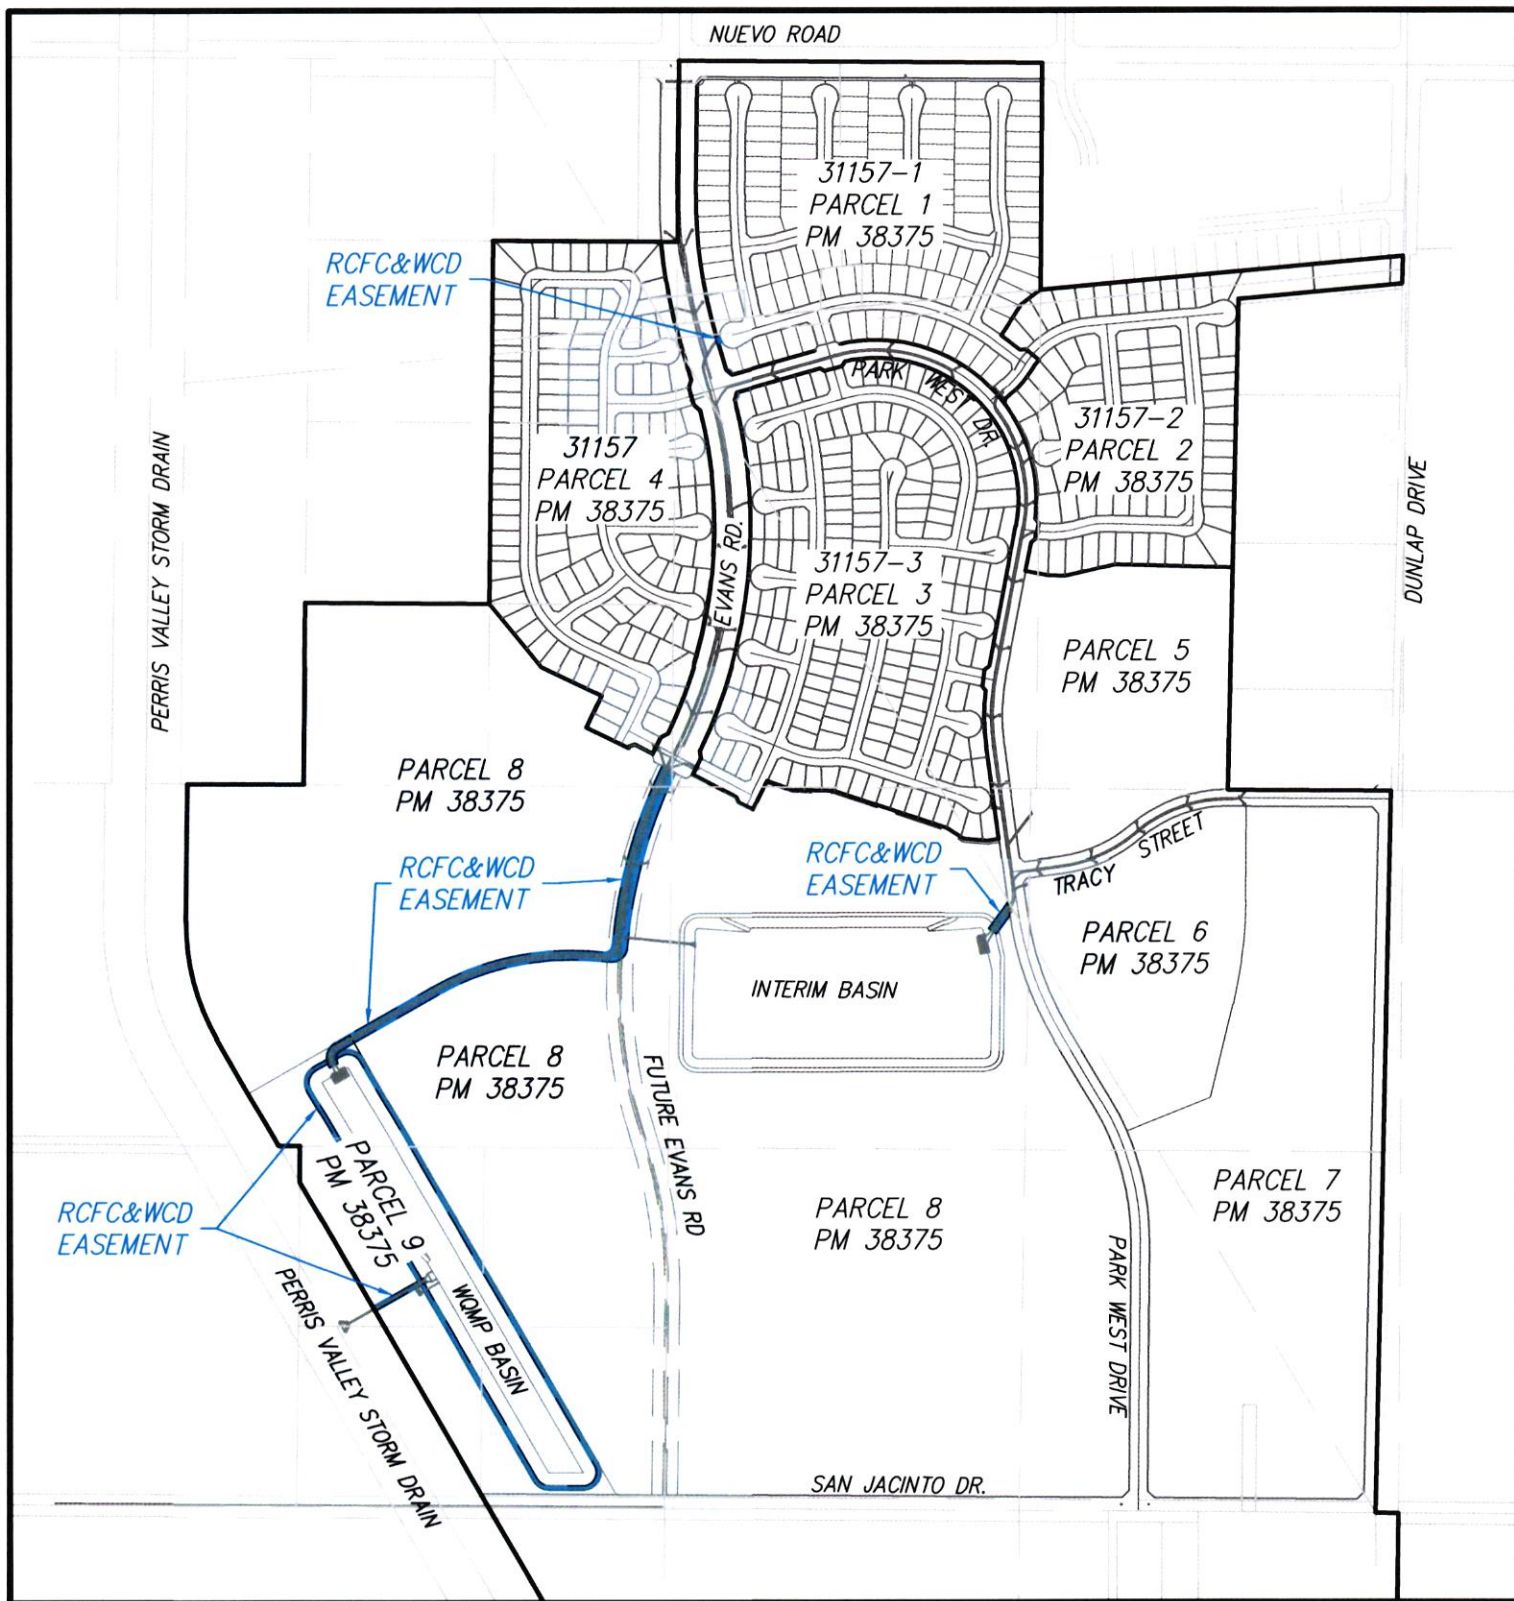 NUEVO ROAD
31157-1
PARCEL 1
PM 38375
RCFC&WCD
EASEMENT
PARK WEST DR.
31157-2
PARCEL 2
PM 38375
31157
PARCEL 4
PM 38375
PERRIS VALLEY STORM DRAIN
DUNLAP DRIVE
EVANS RD.
31157-3
PARCEL 3
PM 38375
PARCEL 5
PM 38375
PARCEL 8
PM 38375
RCFC&WCD
EASEMENT
RCFC&WCD
EASEMENT
TRACY STREET
PARCEL 6
PM 38375
INTERIM BASIN
PARCEL 8
PM 38375
FUTURE EVANS RD
PARCEL 9
PM 38375
RCFC&WCD
EASEMENT
WQMP BASIN
PARCEL 8
PM 38375
PARCEL 7
PM 38375
PARK WEST DRIVE
PERRIS VALLEY STORM DRAIN
SAN JACINTO DR.